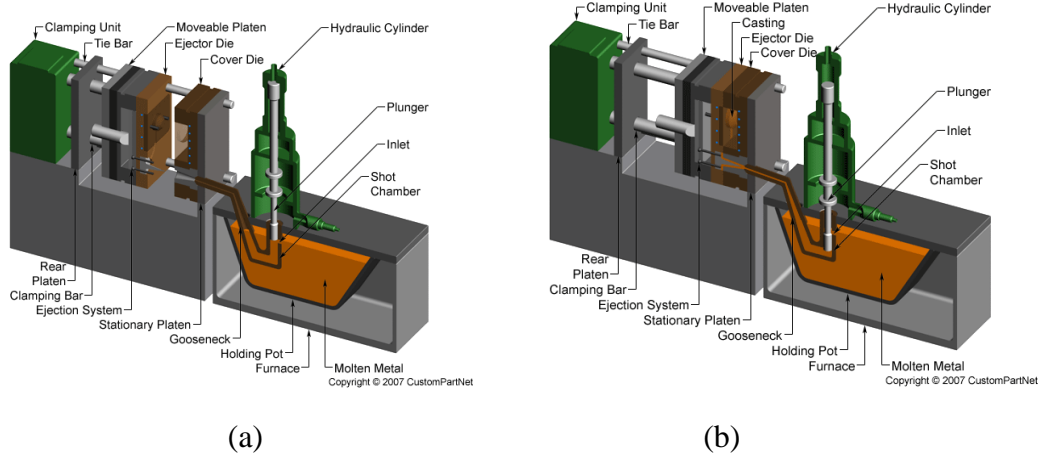 Clamping Unit
Tie Bar
Moveable Platen
Ejector Die
Cover Die
Hydraulic Cylinder
Plunger
Inlet
Shot
Chamber
Rear
Platen
Clamping Bar
Ejection System
Stationary Platen
Gooseneck
Holding Pot
Furnace
Molten Metal
Copyright © 2007 CustomPartNet
(a)
Clamping Unit
Tie Bar
Moveable Platen
Casting
Ejector Die
Cover Die
Hydraulic Cylinder
Plunger
Inlet
Shot
Chamber
Rear
Platen
Clamping Bar
Ejection System
Stationary Platen
Gooseneck
Holding Pot
Furnace
Molten Metal
Copyright © 2007 CustomPartNet
(b)